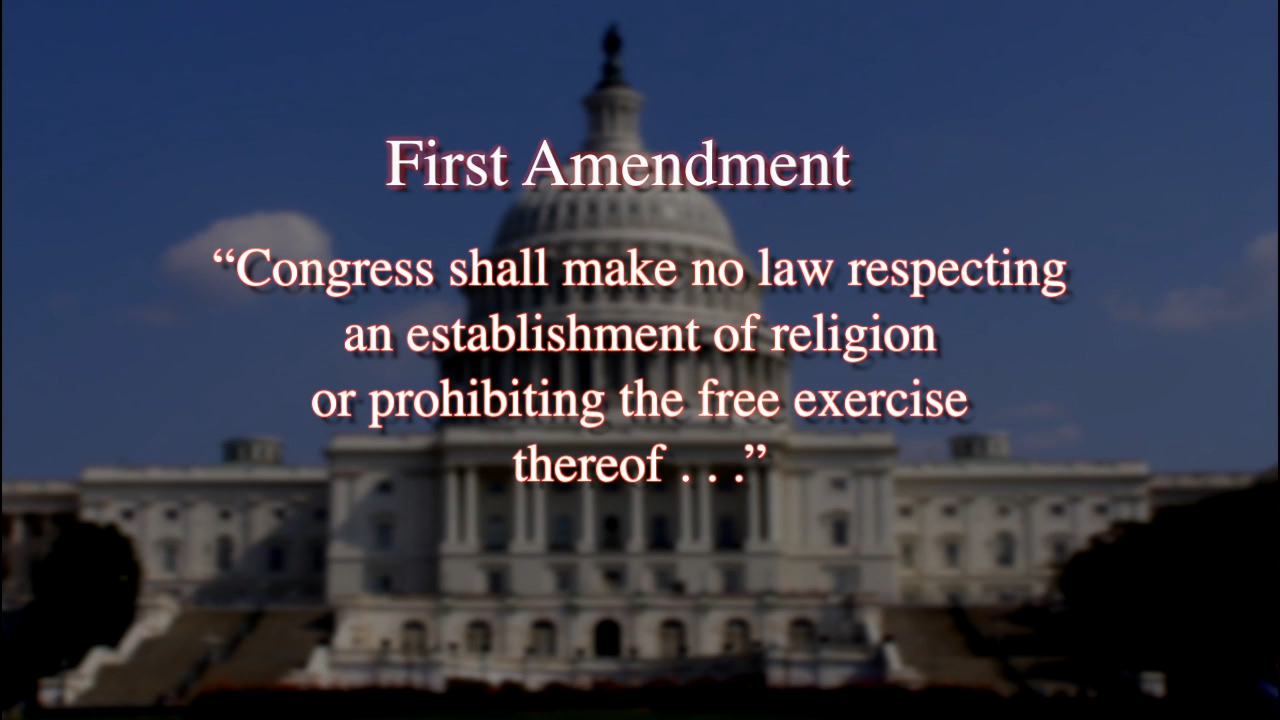 First Amendment
“Congress shall make no law respecting
an establishment of religion
or prohibiting the free exercise
thereof . . .”